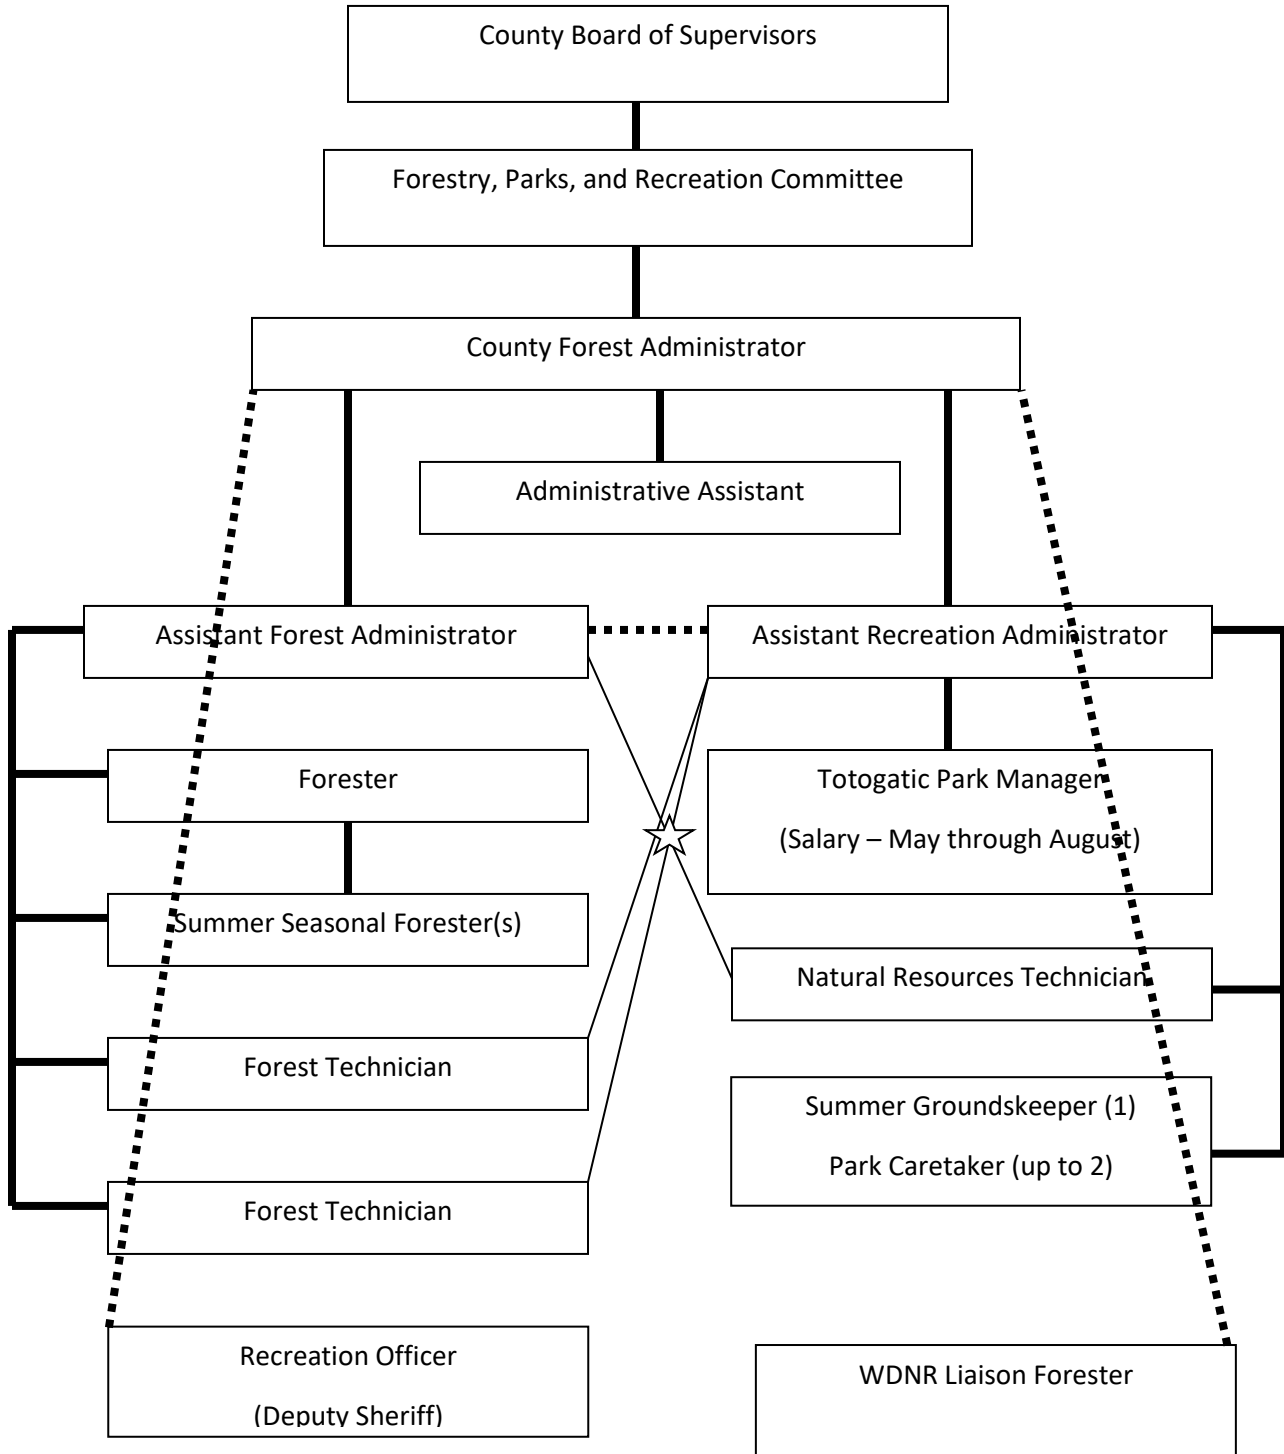 County Board of Supervisors
Forestry, Parks, and Recreation Committee
County Forest Administrator
Administrative Assistant
Assistant Forest Administrator
Assistant Recreation Administrator
Forester
Totogatic Park Manager
(Salary – May through August)
Summer Seasonal Forester(s)
Natural Resources Technician
Forest Technician
Summer Groundskeeper (1)
Park Caretaker (up to 2)
Forest Technician
Recreation Officer
(Deputy Sheriff)
WDNR Liaison Forester